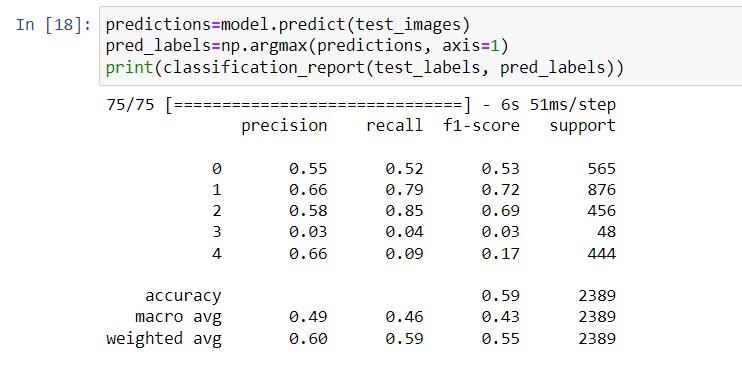 In [18]: predictions=model.predict(test_images)
pred_labels=np.argmax(predictions, axis=1)
print(classification_report(test_labels, pred_labels))
75/75 [==============================] - 6s 51ms/step
precision recall f1-score support
0 0.55 0.52 0.53 565
1 0.66 0.79 0.72 876
2 0.58 0.85 0.69 456
3 0.03 0.04 0.03 48
4 0.66 0.09 0.17 444
accuracy 0.59 2389
macro avg 0.49 0.46 0.43 2389
weighted avg 0.60 0.59 0.55 2389